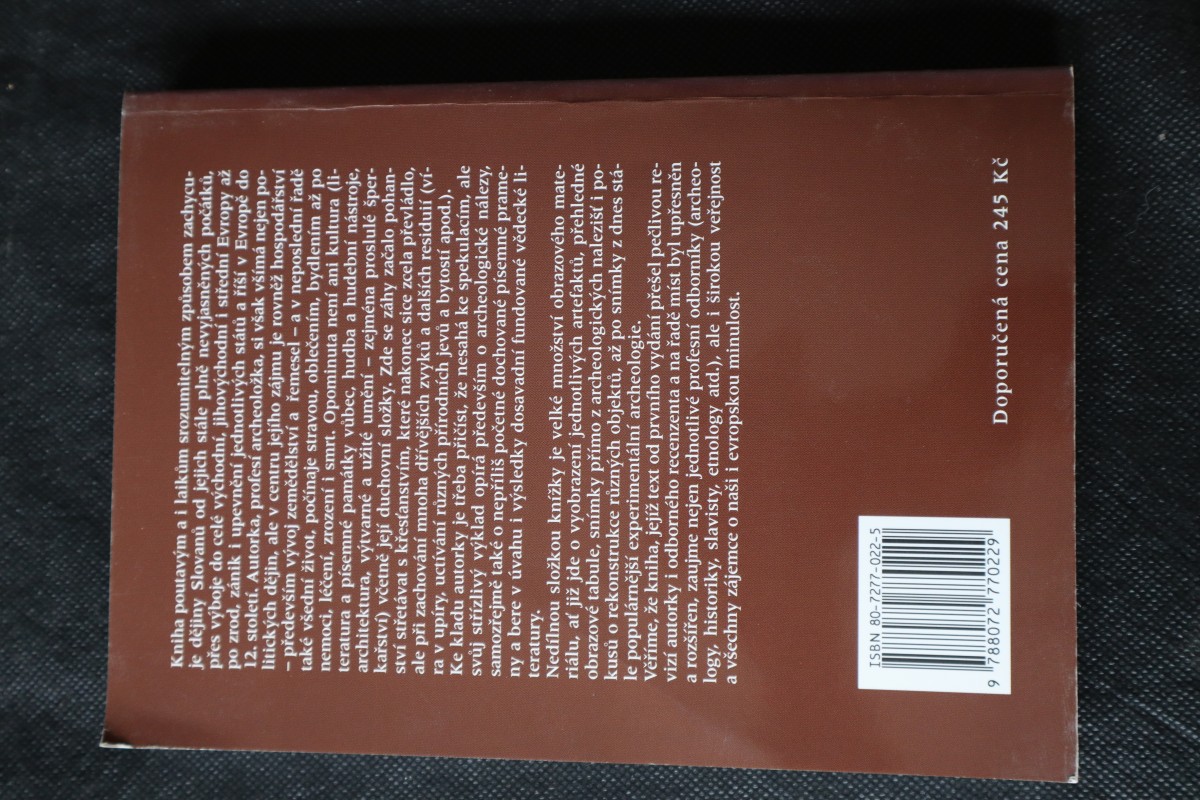 Kniha poutavým a i laikům srozumitelným způsobem zachycu-
je dějiny Slovanů od jejich stále plně nevyjasněných počátků,
přes výboje do celé východní, jihovýchodní i střední Evropy až
po zrod, zánik i upevnění jednotlivých států a říší v Evropě do
12. století. Autorka, profesí archeoložka, si však všímá nejen po-
litických dějin, ale v centru jejího zájmu je rovněž hospodářství
– především vývoj zemědělství a řemesel – a v neposlední řadě
také všední život, počínaje stravou, oblečením, bydlením až po
nemoci, léčení, zrození i smrt. Opominuta není ani kultura (li-
teratura a písemné památky vůbec, hudba a hudební nástroje,
architektura, výtvarné a užité umění – zejména proslulé šper-
kařství) včetně její duchovní složky. Zde se záhy začalo pohan-
ství střetávat s křesťanstvím, které nakonec sice zcela převládlo,
ale při zachování mnoha dřívějších zvyků a dalších residuí (ví-
ra v upíry, uctívání různých přírodních jevů a bytostí apod.).
Ke kladu autorky je třeba přičíst, že nesahá ke spekulacím, ale
svůj střízlivý výklad opírá především o archeologické nálezy,
samozřejmě také o nepříliš početné dochované písemné prame-
ny a bere v úvahu i výsledky dosavadní fundované vědecké li-
teratury.
Nedílnou složkou knížky je velké množství obrazového mate-
riálu, ať již jde o vyobrazení jednotlivých artefaktů, přehledné
obrazové tabule, snímky přímo z archeologických nalezišť i po-
kusů o rekonstrukce různých objektů, až po snímky z dnes stá-
le populárnější experimentální archeologie.
Věříme, že kniha, jejíž text od prvního vydání přešel pečlivou re-
vizí autorky i odborného recenzenta a na řadě míst byl upřesněn
a rozšířen, zaujme nejen jednotlivé profesní odborníky (archeo-
logy, historiky, slavisty, etnology atd.), ale i širokou veřejnost
a všechny zájemce o naši i evropskou minulost.
ISBN 80-7277-022-5
9 788072 770229
Doporučená cena 245 Kč